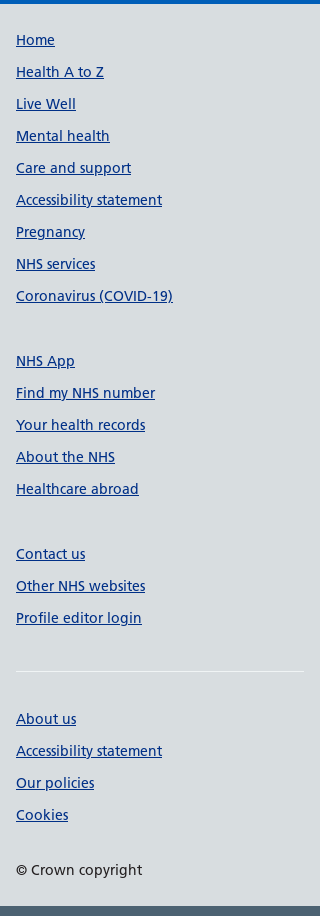 Home
Health A to Z
Live Well
Mental health
Care and support
Accessibility statement
Pregnancy
NHS services
Coronavirus (COVID-19)
NHS App
Find my NHS number
Your health records
About the NHS
Healthcare abroad
Contact us
Other NHS websites
Profile editor login
About us
Accessibility statement
Our policies
Cookies
© Crown copyright